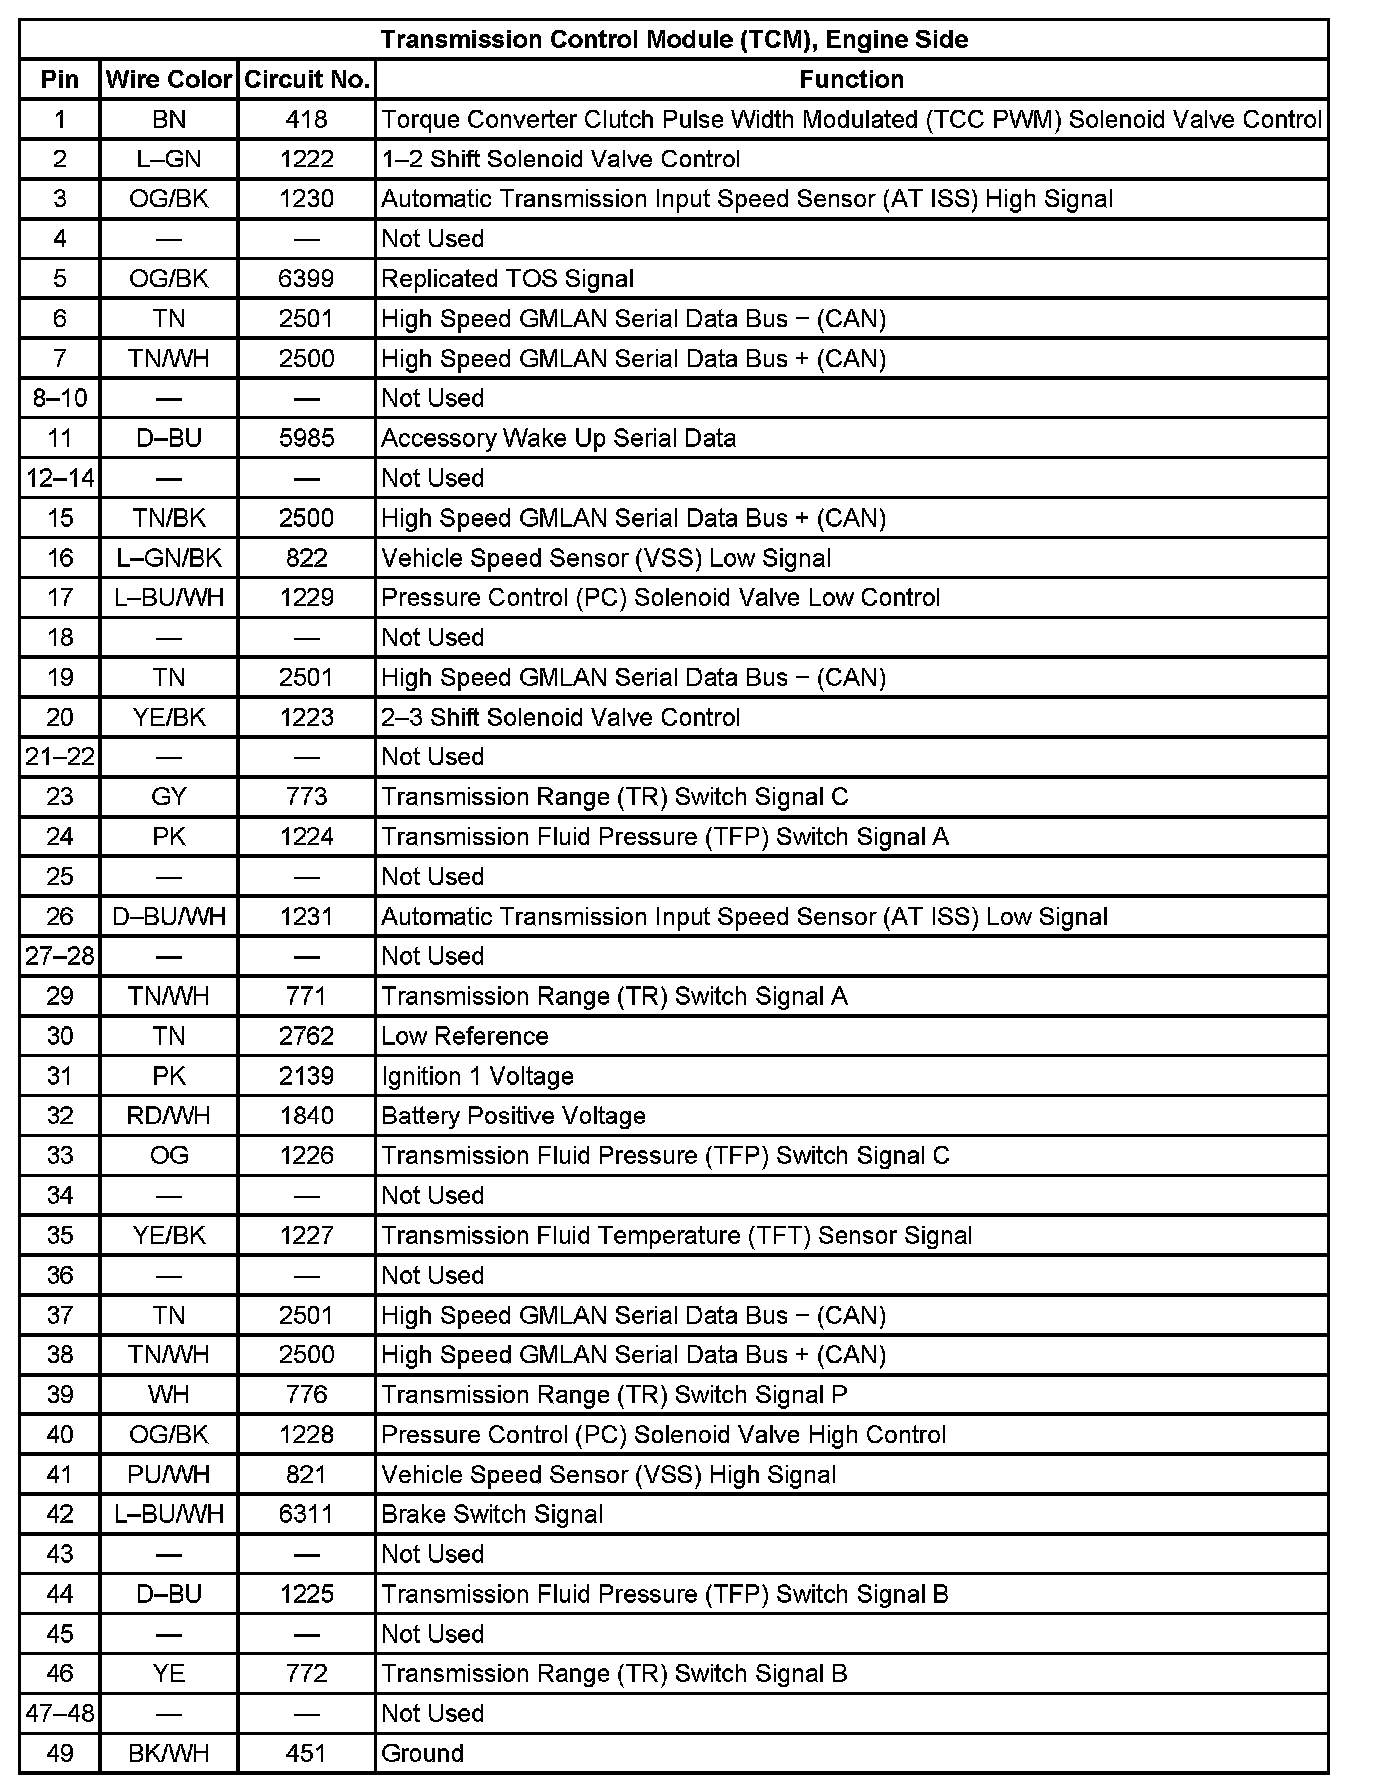 Transmission Control Module (TCM), Engine Side
Pin Wire Color Circuit No. Function
1 BN 418 Torque Converter Clutch Pulse Width Modulated (TCC PWM) Solenoid Valve Control
2 L–GN 1222 1–2 Shift Solenoid Valve Control
3 OG/BK 1230 Automatic Transmission Input Speed Sensor (AT ISS) High Signal
4 — — Not Used
5 OG/BK 6399 Replicated TOS Signal
6 TN 2501 High Speed GMLAN Serial Data Bus − (CAN)
7 TN/WH 2500 High Speed GMLAN Serial Data Bus + (CAN)
8–10 — — Not Used
11 D–BU 5985 Accessory Wake Up Serial Data
12–14 — — Not Used
15 TN/BK 2500 High Speed GMLAN Serial Data Bus + (CAN)
16 L–GN/BK 822 Vehicle Speed Sensor (VSS) Low Signal
17 L–BU/WH 1229 Pressure Control (PC) Solenoid Valve Low Control
18 — — Not Used
19 TN 2501 High Speed GMLAN Serial Data Bus − (CAN)
20 YE/BK 1223 2–3 Shift Solenoid Valve Control
21–22 — — Not Used
23 GY 773 Transmission Range (TR) Switch Signal C
24 PK 1224 Transmission Fluid Pressure (TFP) Switch Signal A
25 — — Not Used
26 D–BU/WH 1231 Automatic Transmission Input Speed Sensor (AT ISS) Low Signal
27–28 — — Not Used
29 TN/WH 771 Transmission Range (TR) Switch Signal A
30 TN 2762 Low Reference
31 PK 2139 Ignition 1 Voltage
32 RD/WH 1840 Battery Positive Voltage
33 OG 1226 Transmission Fluid Pressure (TFP) Switch Signal C
34 — — Not Used
35 YE/BK 1227 Transmission Fluid Temperature (TFT) Sensor Signal
36 — — Not Used
37 TN 2501 High Speed GMLAN Serial Data Bus − (CAN)
38 TN/WH 2500 High Speed GMLAN Serial Data Bus + (CAN)
39 WH 776 Transmission Range (TR) Switch Signal P
40 OG/BK 1228 Pressure Control (PC) Solenoid Valve High Control
41 PU/WH 821 Vehicle Speed Sensor (VSS) High Signal
42 L–BU/WH 6311 Brake Switch Signal
43 — — Not Used
44 D–BU 1225 Transmission Fluid Pressure (TFP) Switch Signal B
45 — — Not Used
46 YE 772 Transmission Range (TR) Switch Signal B
47–48 — — Not Used
49 BK/WH 451 Ground